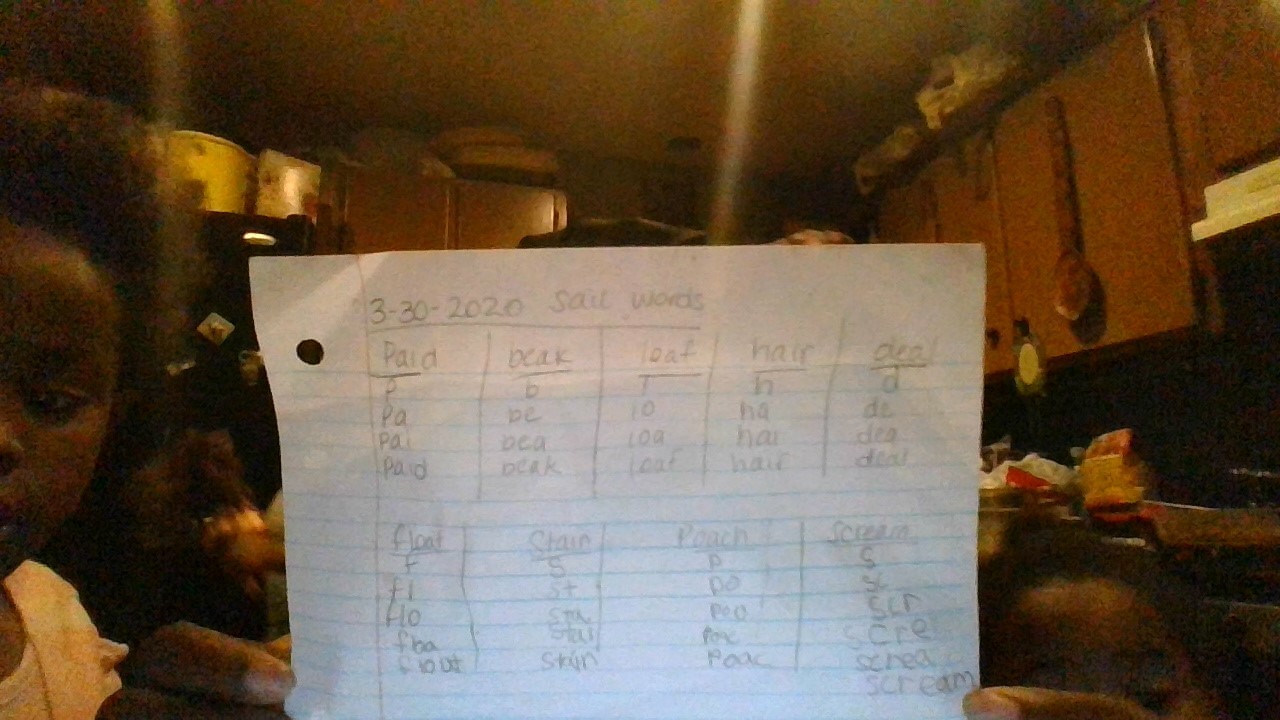 3-30-2020 Sail words
Paid beak loaf hair deal
P b l h d
Pa be lo ha de
Pai bea loa hai dea
Paid beak loaf hair deal
float Stain Poach Scream
f S P S
fl st po sc
flo sta poa scr
floa stai poa scre
float Stain Poac screa
scream